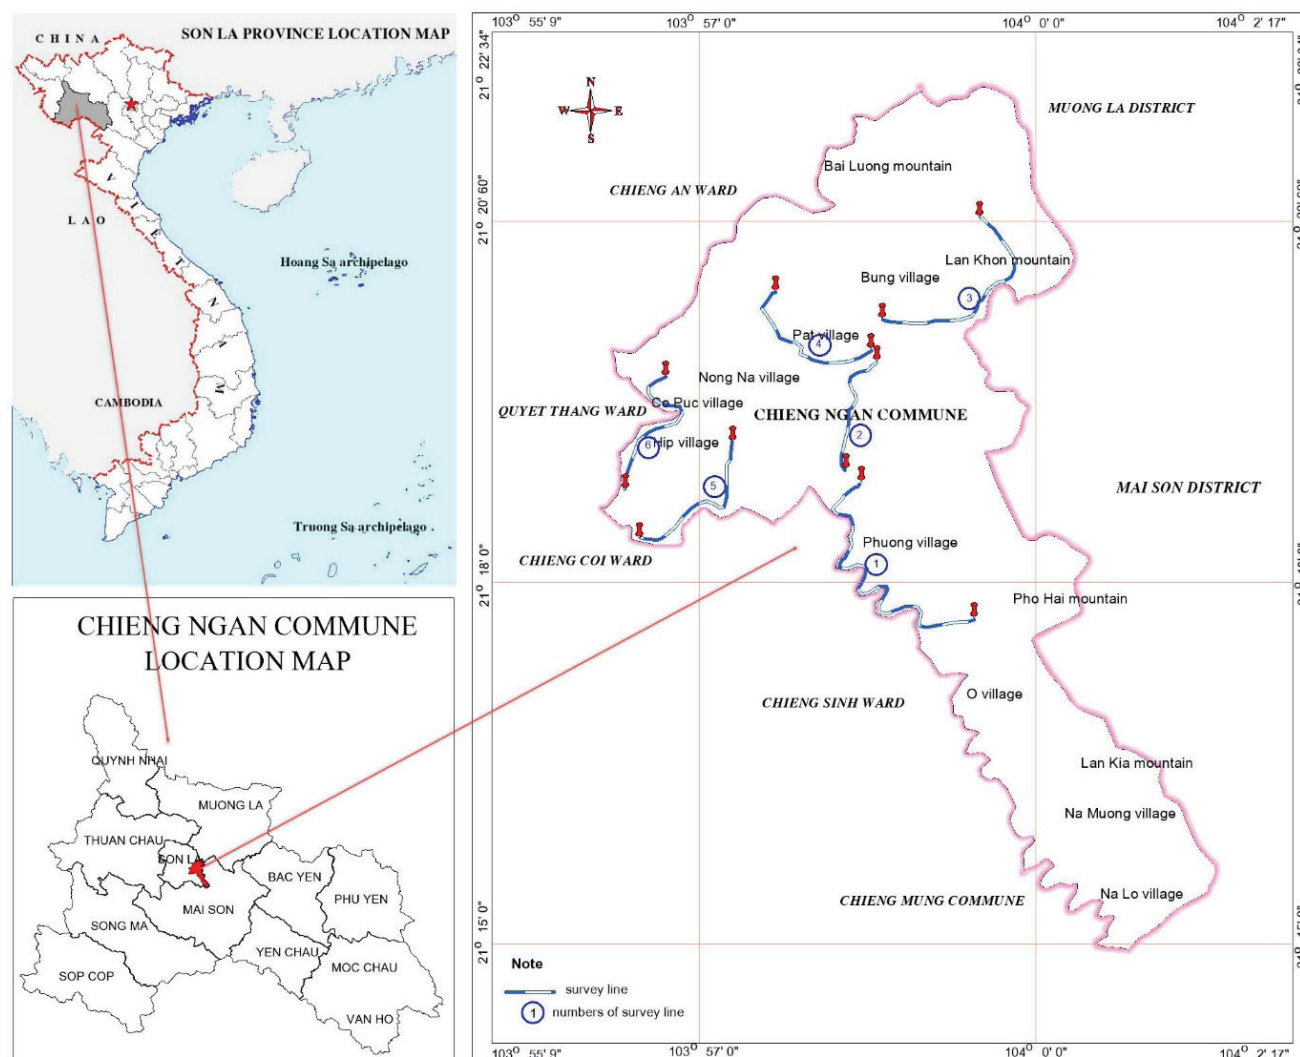 SON LA PROVINCE LOCATION MAP
CHINA
LAO
VIETNAM
CAMBODIA
Hoang Sa archipelago
Truong Sa archipelago
CHIENG NGAN COMMUNE
LOCATION MAP
QUYNH NHAI
MUONG LA
THUAN CHAU
SON LA
BAC YEN
PHU YEN
MAI SON
SONG MA
YEN CHAU
MOC CHAU
SOP COP
VAN HO
103° 55' 9"
103° 57' 0"
104° 0' 0"
104° 2' 17"
21° 22' 34"
21° 20' 60"
21° 18' 0"
21° 15' 0"
N
W E
S
MUONG LA DISTRICT
Bai Luong mountain
CHIENG AN WARD
Lan Khon mountain
Bung village
3
Pat village
4
Nong Na village
Co Puc village
QUYET THANG WARD
CHIENG NGAN COMMUNE
2
Hip village
6
5
MAI SON DISTRICT
CHIENG COI WARD
Phuong village
1
Pho Hai mountain
CHIENG SINH WARD
O village
Lan Kia mountain
Na Muong village
Na Lo village
CHIENG MUNG COMMUNE
Note
survey line
1 numbers of survey line
103° 55' 9"
103° 57' 0"
104° 0' 0"
104° 2' 17"